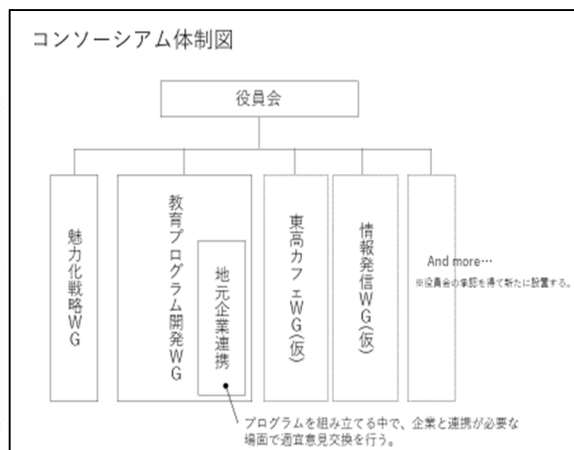 コンソーシアム体制図
役員会
魅力化戦略WG
教育プログラム開発WG
地元企業連携
東高カフェWG(仮)
情報発信WG(仮)
And more…
※役員会の承認を得て新たに設置する。
プログラムを組み立てる中で、企業と連携が必要な
場面で適宜意見交換を行う。